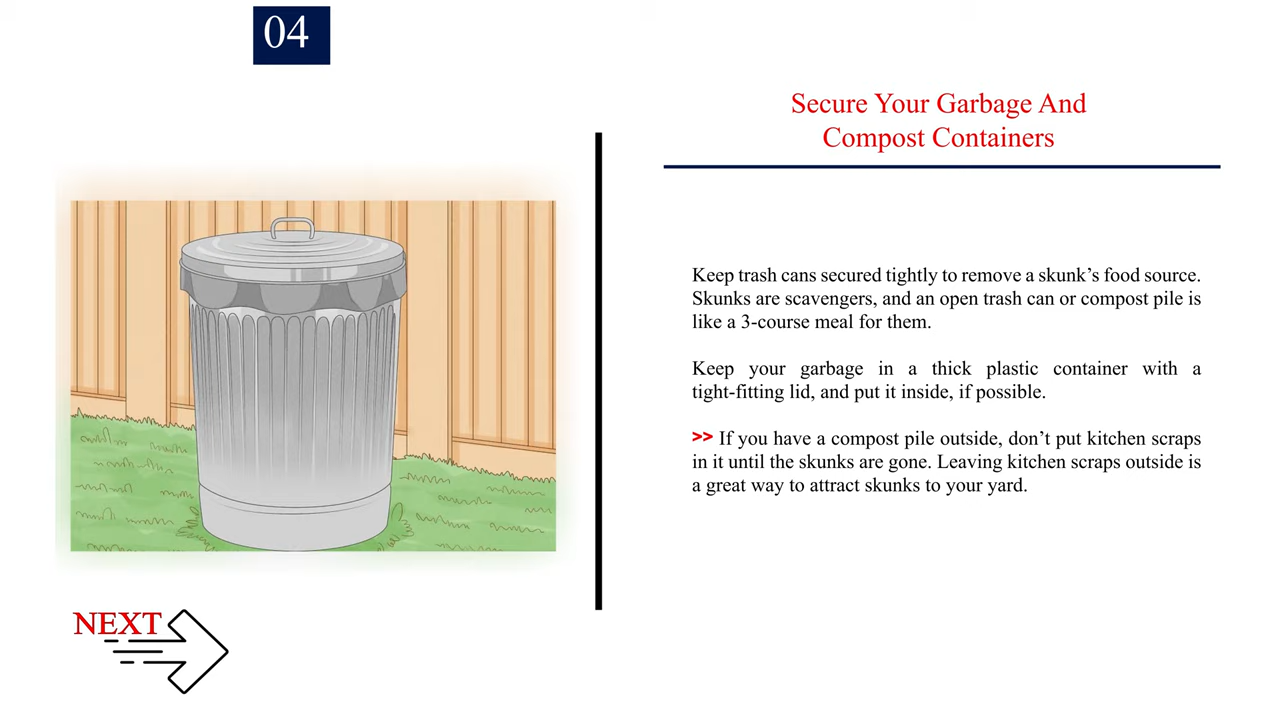 04
Secure Your Garbage And
Compost Containers
Keep trash cans secured tightly to remove a skunk’s food source.
Skunks are scavengers, and an open trash can or compost pile is
like a 3-course meal for them.
Keep your garbage in a thick plastic container with a
tight-fitting lid, and put it inside, if possible.
>> If you have a compost pile outside, don’t put kitchen scraps
in it until the skunks are gone. Leaving kitchen scraps outside is
a great way to attract skunks to your yard.
NEXT